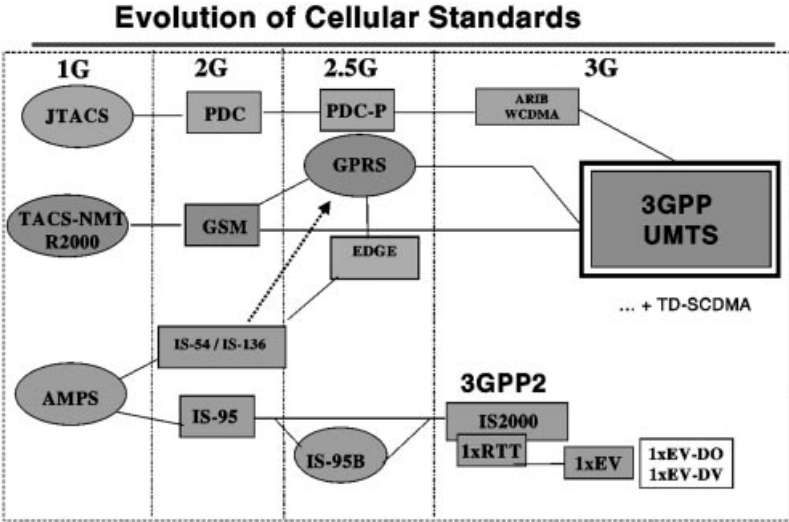 Evolution of Cellular Standards
1G
2G
2.5G
3G
JTACS
PDC
PDC-P
ARIB
WCDMA
GPRS
TACS-NMT
R2000
GSM
EDGE
3GPP
UMTS
... + TD-SCDMA
IS-54 / IS-136
AMPS
IS-95
IS-95B
3GPP2
IS2000
1xRTT
1xEV
1xEV-DO
1xEV-DV